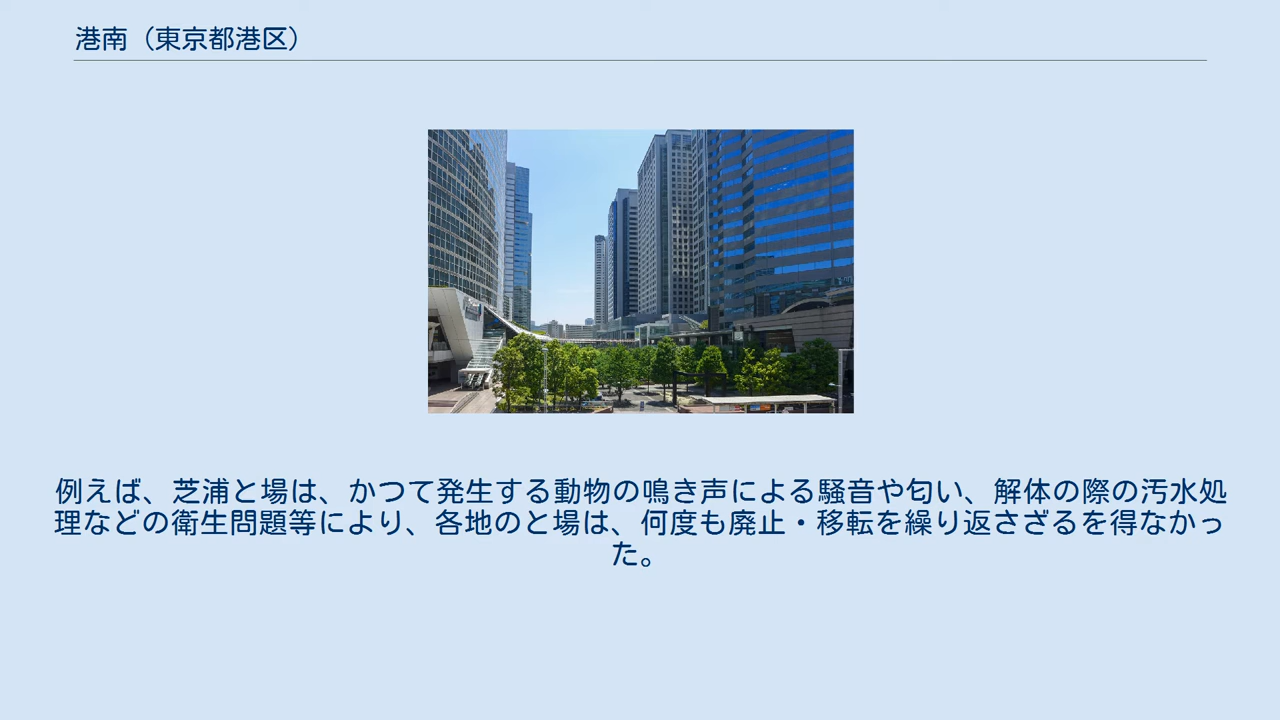 港南（東京都港区）
例えば、芝浦と場は、かつて発生する動物の鳴き声による騒音や匂い、解体の際の汚水処
理などの衛生問題等により、各地のと場は、何度も廃止・移転を繰り返さざるを得なかっ
た。